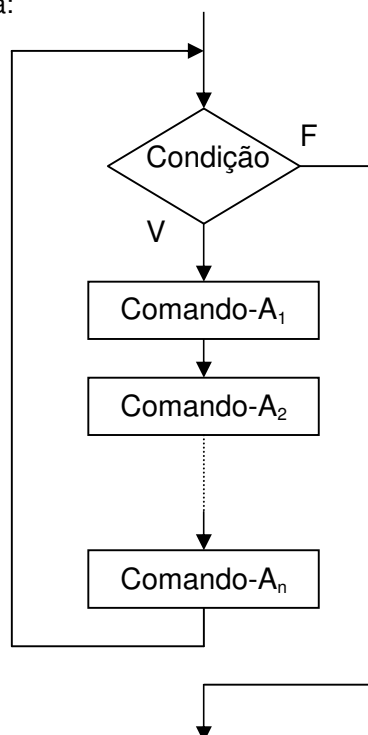 a:
F
Condição
V
Comando-A₁
Comando-A₂
Comando-Aₙ